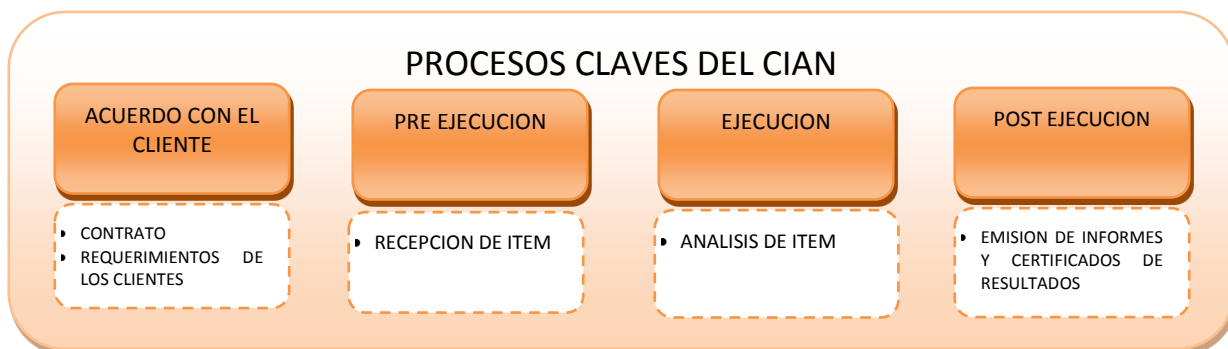 PROCESOS CLAVES DEL CIAN
ACUERDO CON EL
CLIENTE
• CONTRATO
• REQUERIMIENTOS DE
LOS CLIENTES
PRE EJECUCION
• RECEPCION DE ITEM
EJECUCION
• ANALISIS DE ITEM
POST EJECUCION
• EMISION DE INFORMES
Y CERTIFICADOS DE
RESULTADOS